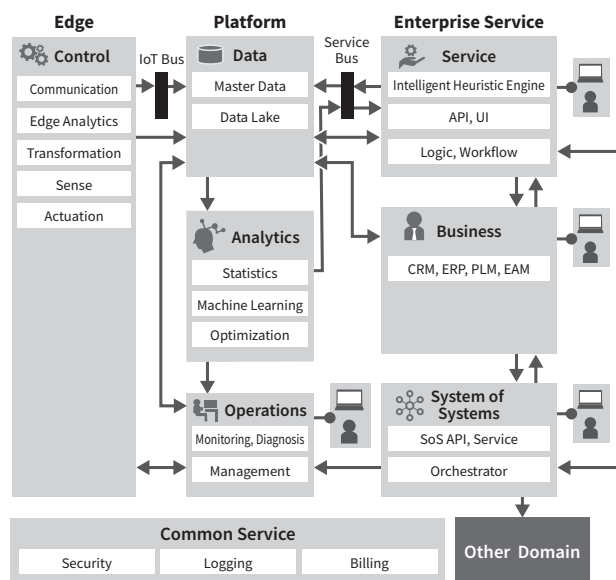 Edge
Platform
Enterprise Service
Control
Communication
Edge Analytics
Transformation
Sense
Actuation
IoT Bus
Data
Master Data
Data Lake
Service
Bus
Service
Intelligent Heuristic Engine
API, UI
Logic, Workflow
Analytics
Statistics
Machine Learning
Optimization
Business
CRM, ERP, PLM, EAM
Operations
Monitoring, Diagnosis
Management
System of
Systems
SoS API, Service
Orchestrator
Common Service
Security
Logging
Billing
Other Domain